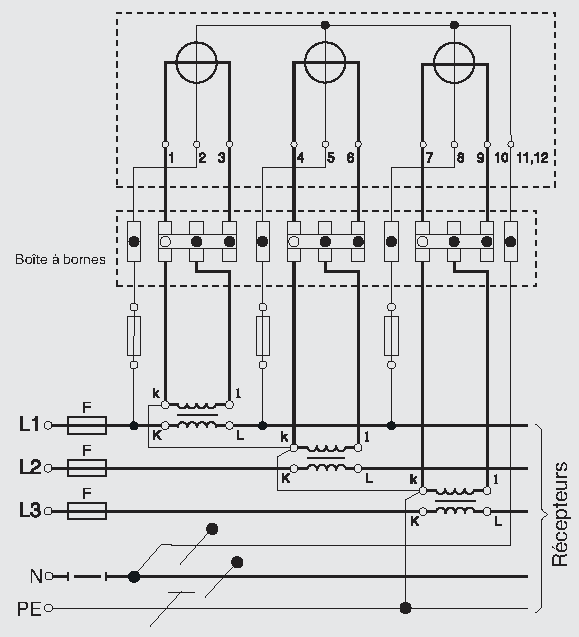 1 2 3 4 5 6 7 8 9 10 11,12
Boîte à bornes
k l
L1 F K L
k l
L2 F K L
k l
L3 F K L
N
PE
Récepteurs